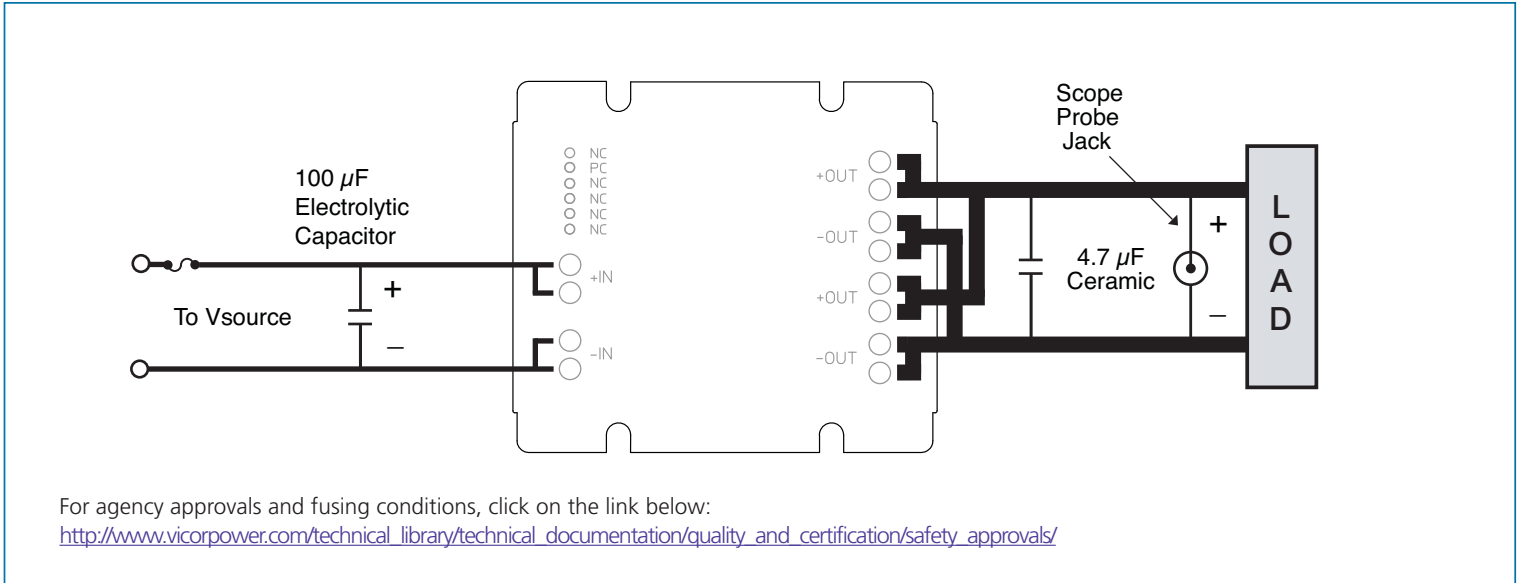 Scope
Probe
Jack
100 µF
Electrolytic
Capacitor
NC
PC
NC
NC
NC
NC
+OUT
-OUT
+OUT
-OUT
+IN
-IN
To Vsource
+
–
4.7 µF
Ceramic
+
–
LOAD
For agency approvals and fusing conditions, click on the link below:
http://www.vicorpower.com/technical_library/technical_documentation/quality_and_certification/safety_approvals/